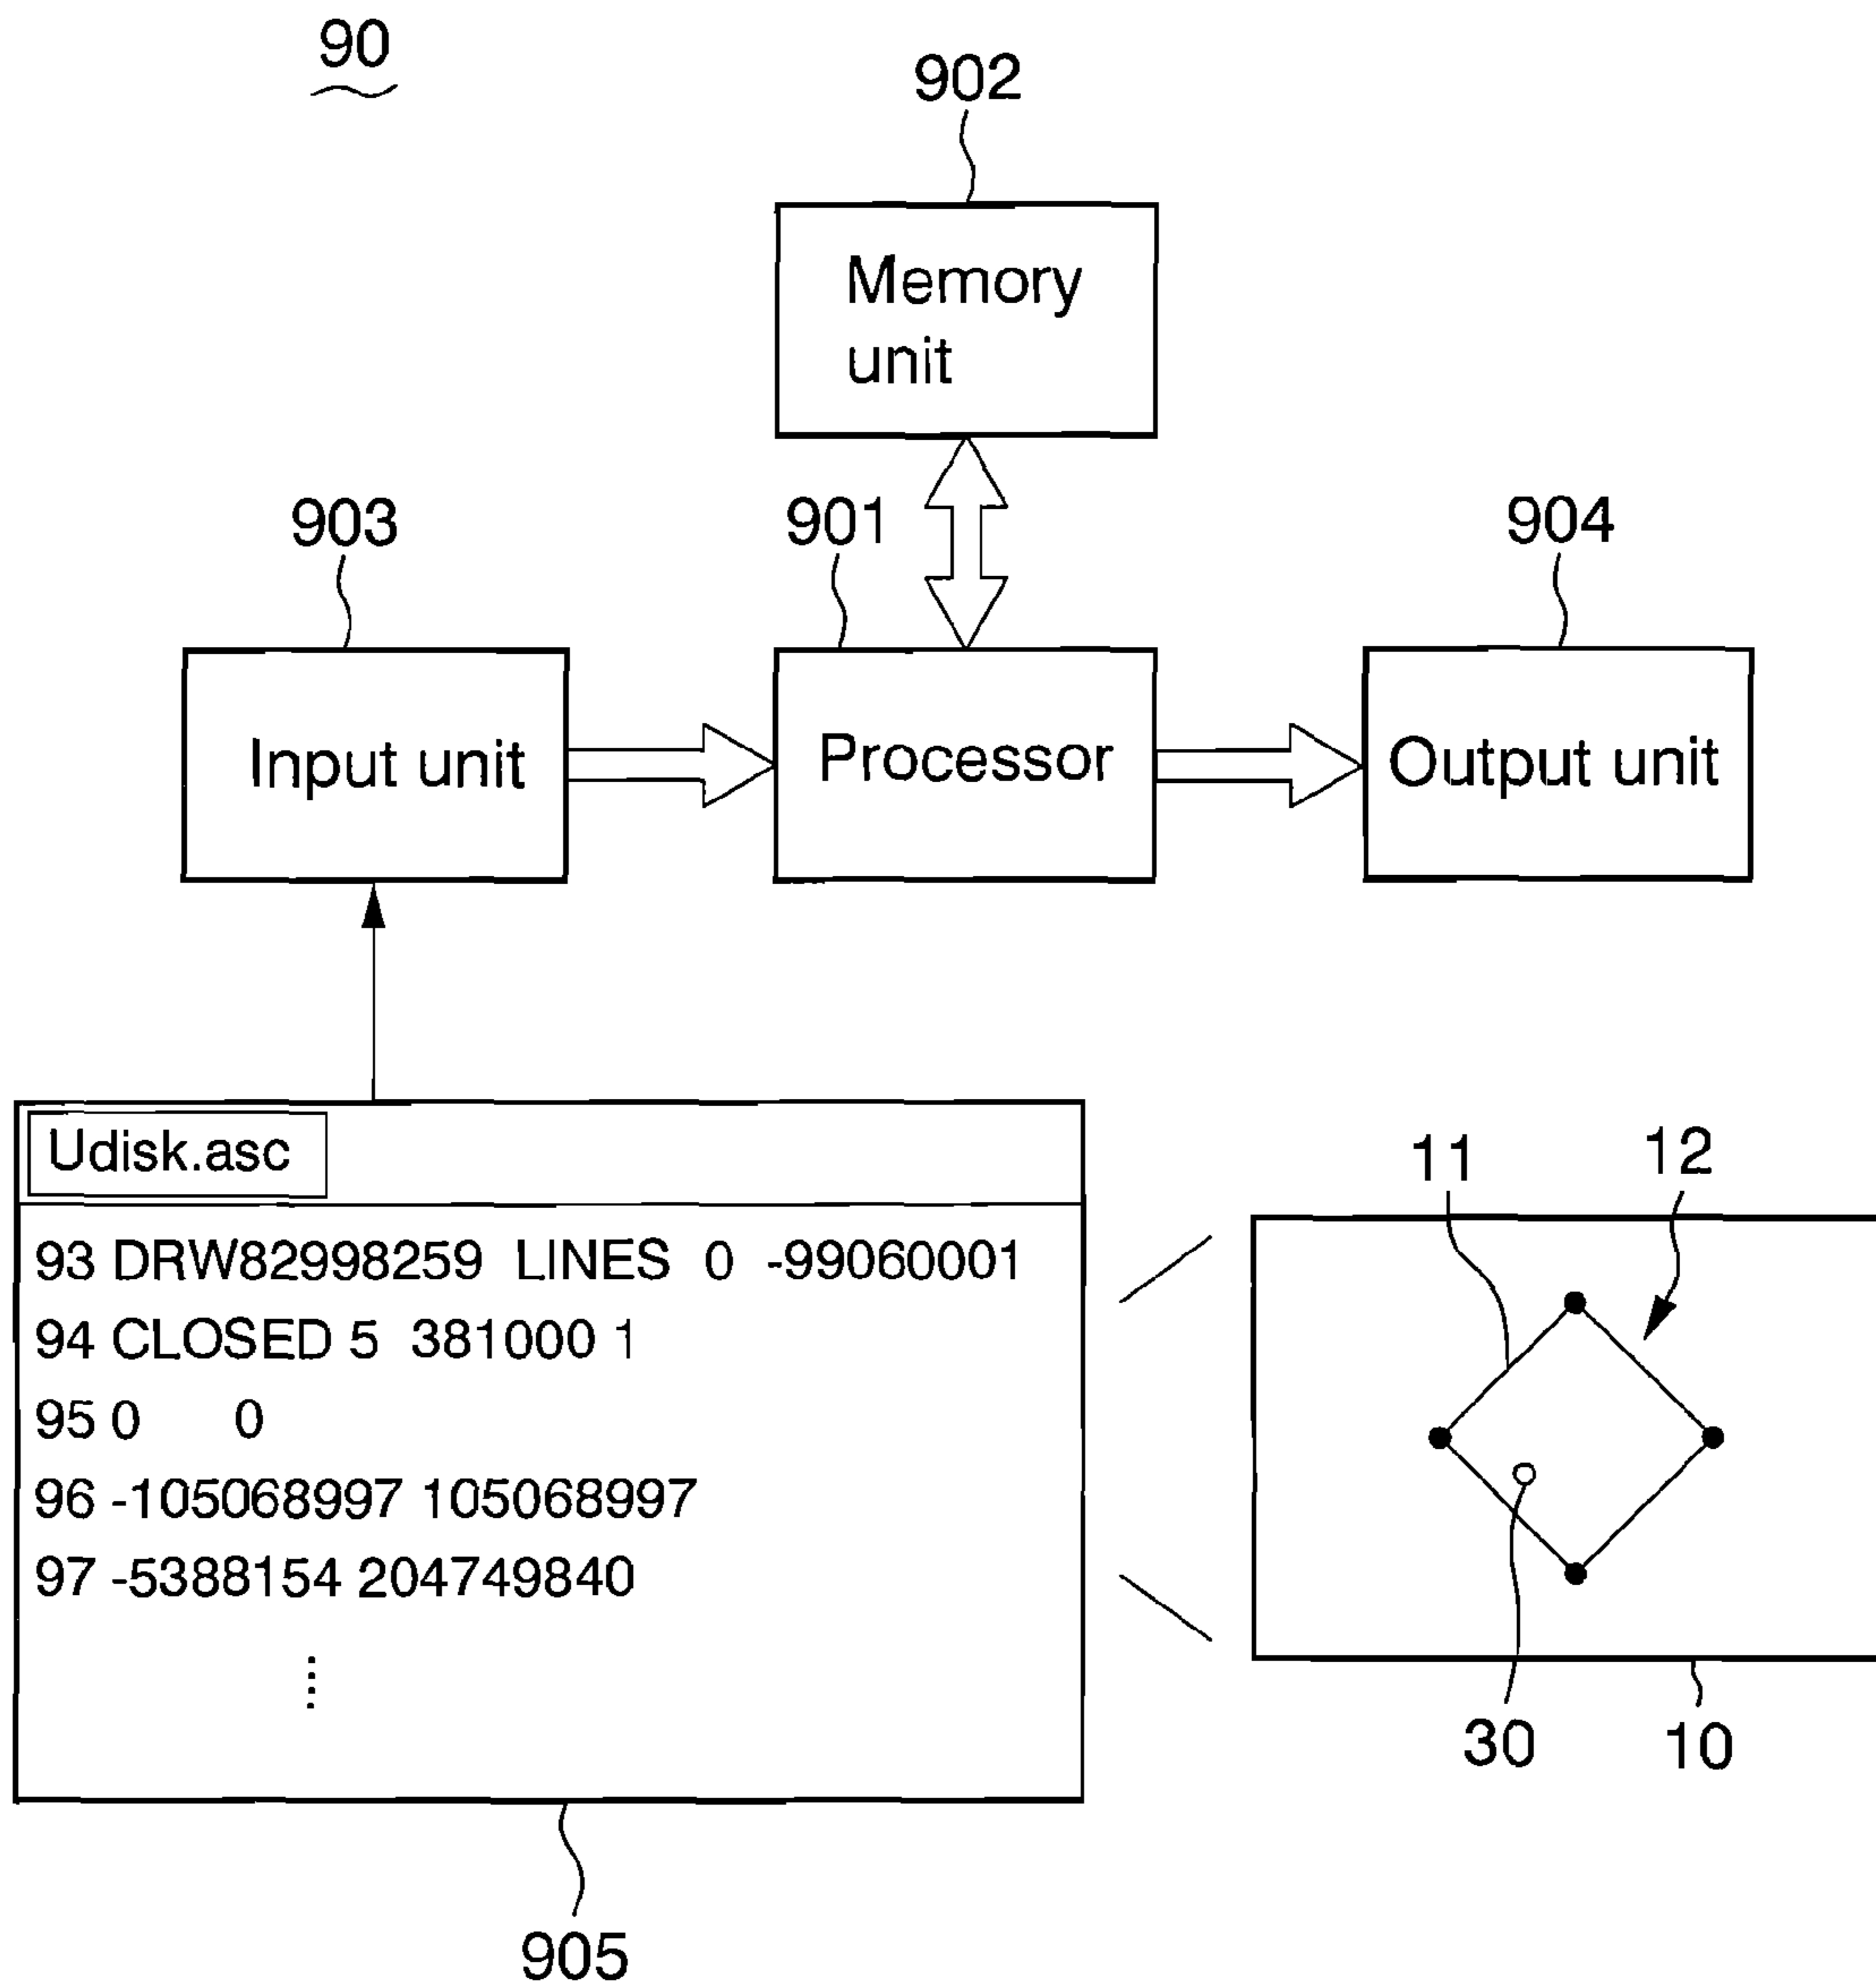 90
902
Memory
unit
903
901
904
Input unit
Processor
Output unit
Udisk.asc
93 DRW82998259 LINES 0 -99060001
94 CLOSED 5 381000 1
95 0 0
96 -105068997 105068997
97 -5388154 204749840
11
12
30
10
905